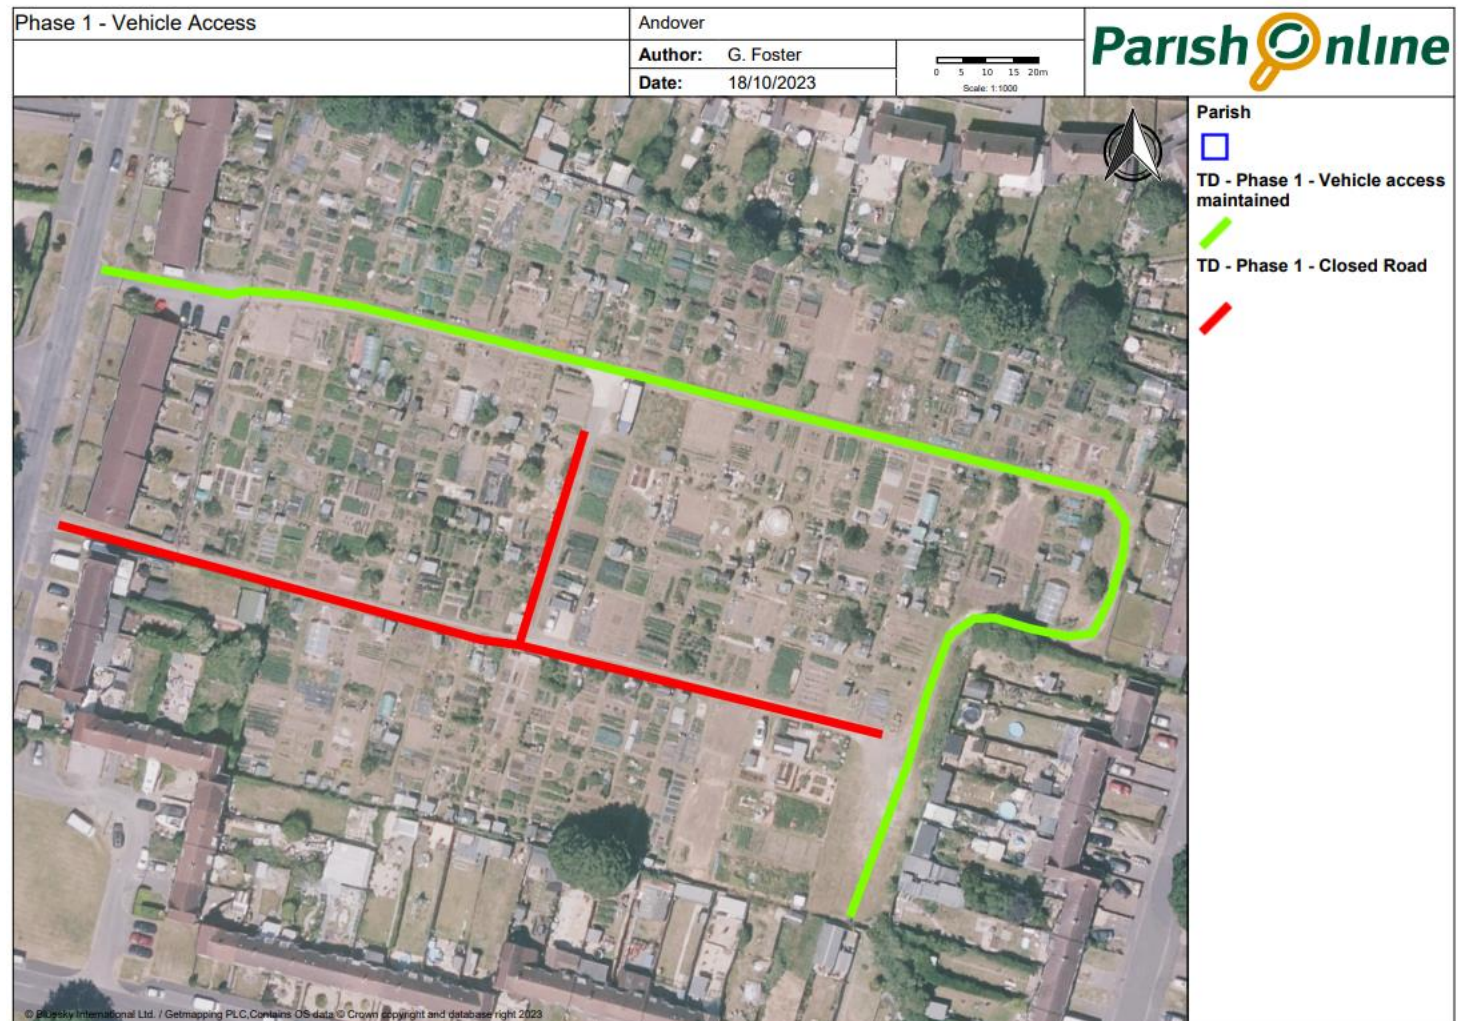 Phase 1 - Vehicle Access
Andover
Author: G. Foster
Date: 18/10/2023
0 5 10 15 20m
Scale: 1:1000
Parish Online
Parish
TD - Phase 1 - Vehicle access
maintained
TD - Phase 1 - Closed Road
© Bluesky International Ltd. / Getmapping PLC,Contains OS data © Crown copyright and database right 2023